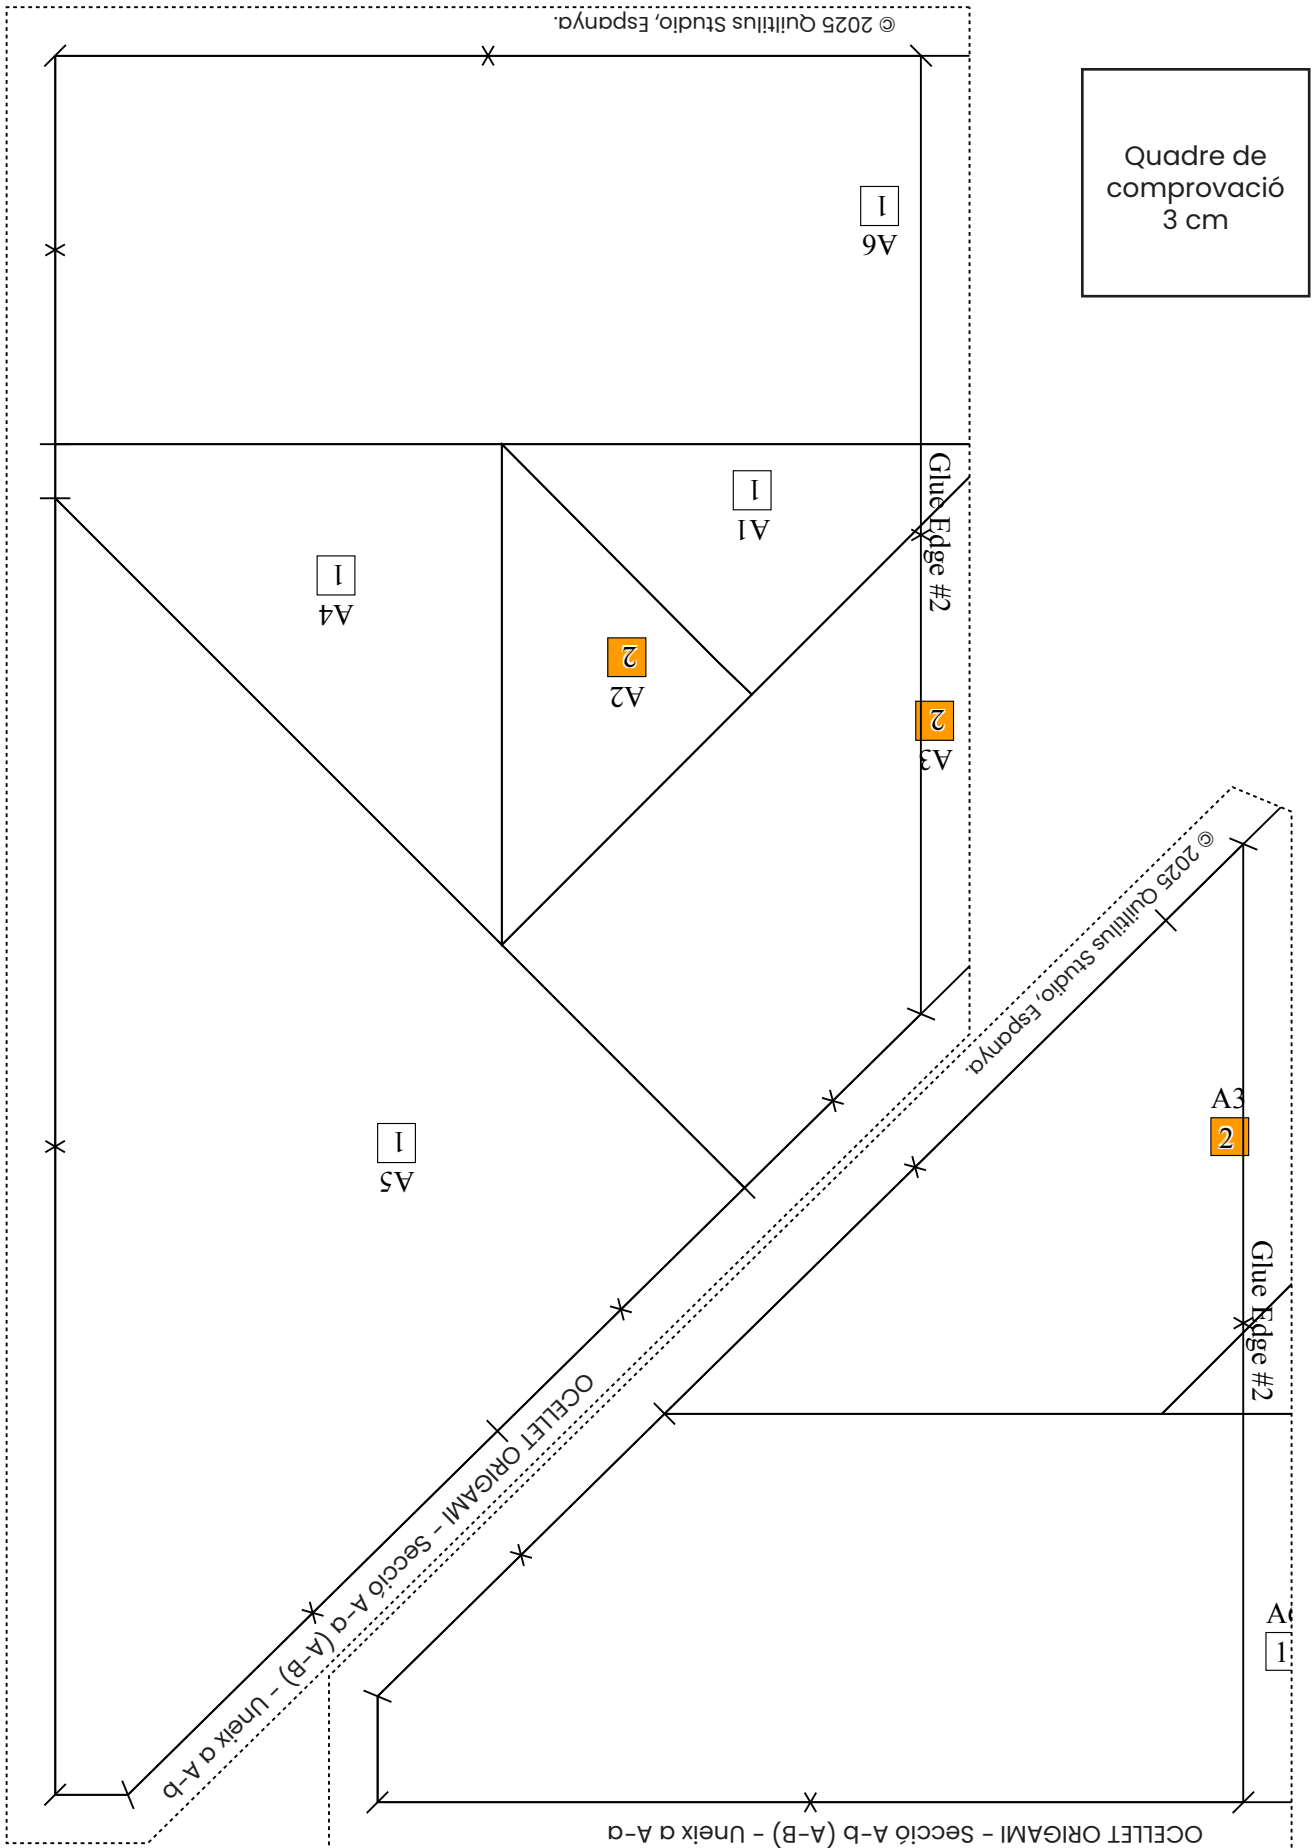 © 2025 Quiltilus Studio, Espanya.
Quadre de
comprovació
3 cm
1
A6
Glue Edge #2
1
A1
1
A4
2
A2
2
A3
© 2025 Quiltilus Studio, Espanya.
A3
2
1
A5
Glue Edge #2
OCELLET ORIGAMI - Secció A-a (A-B) - Uneix a A-b
A6
1
OCELLET ORIGAMI - Secció A-b (A-B) - Uneix a A-a